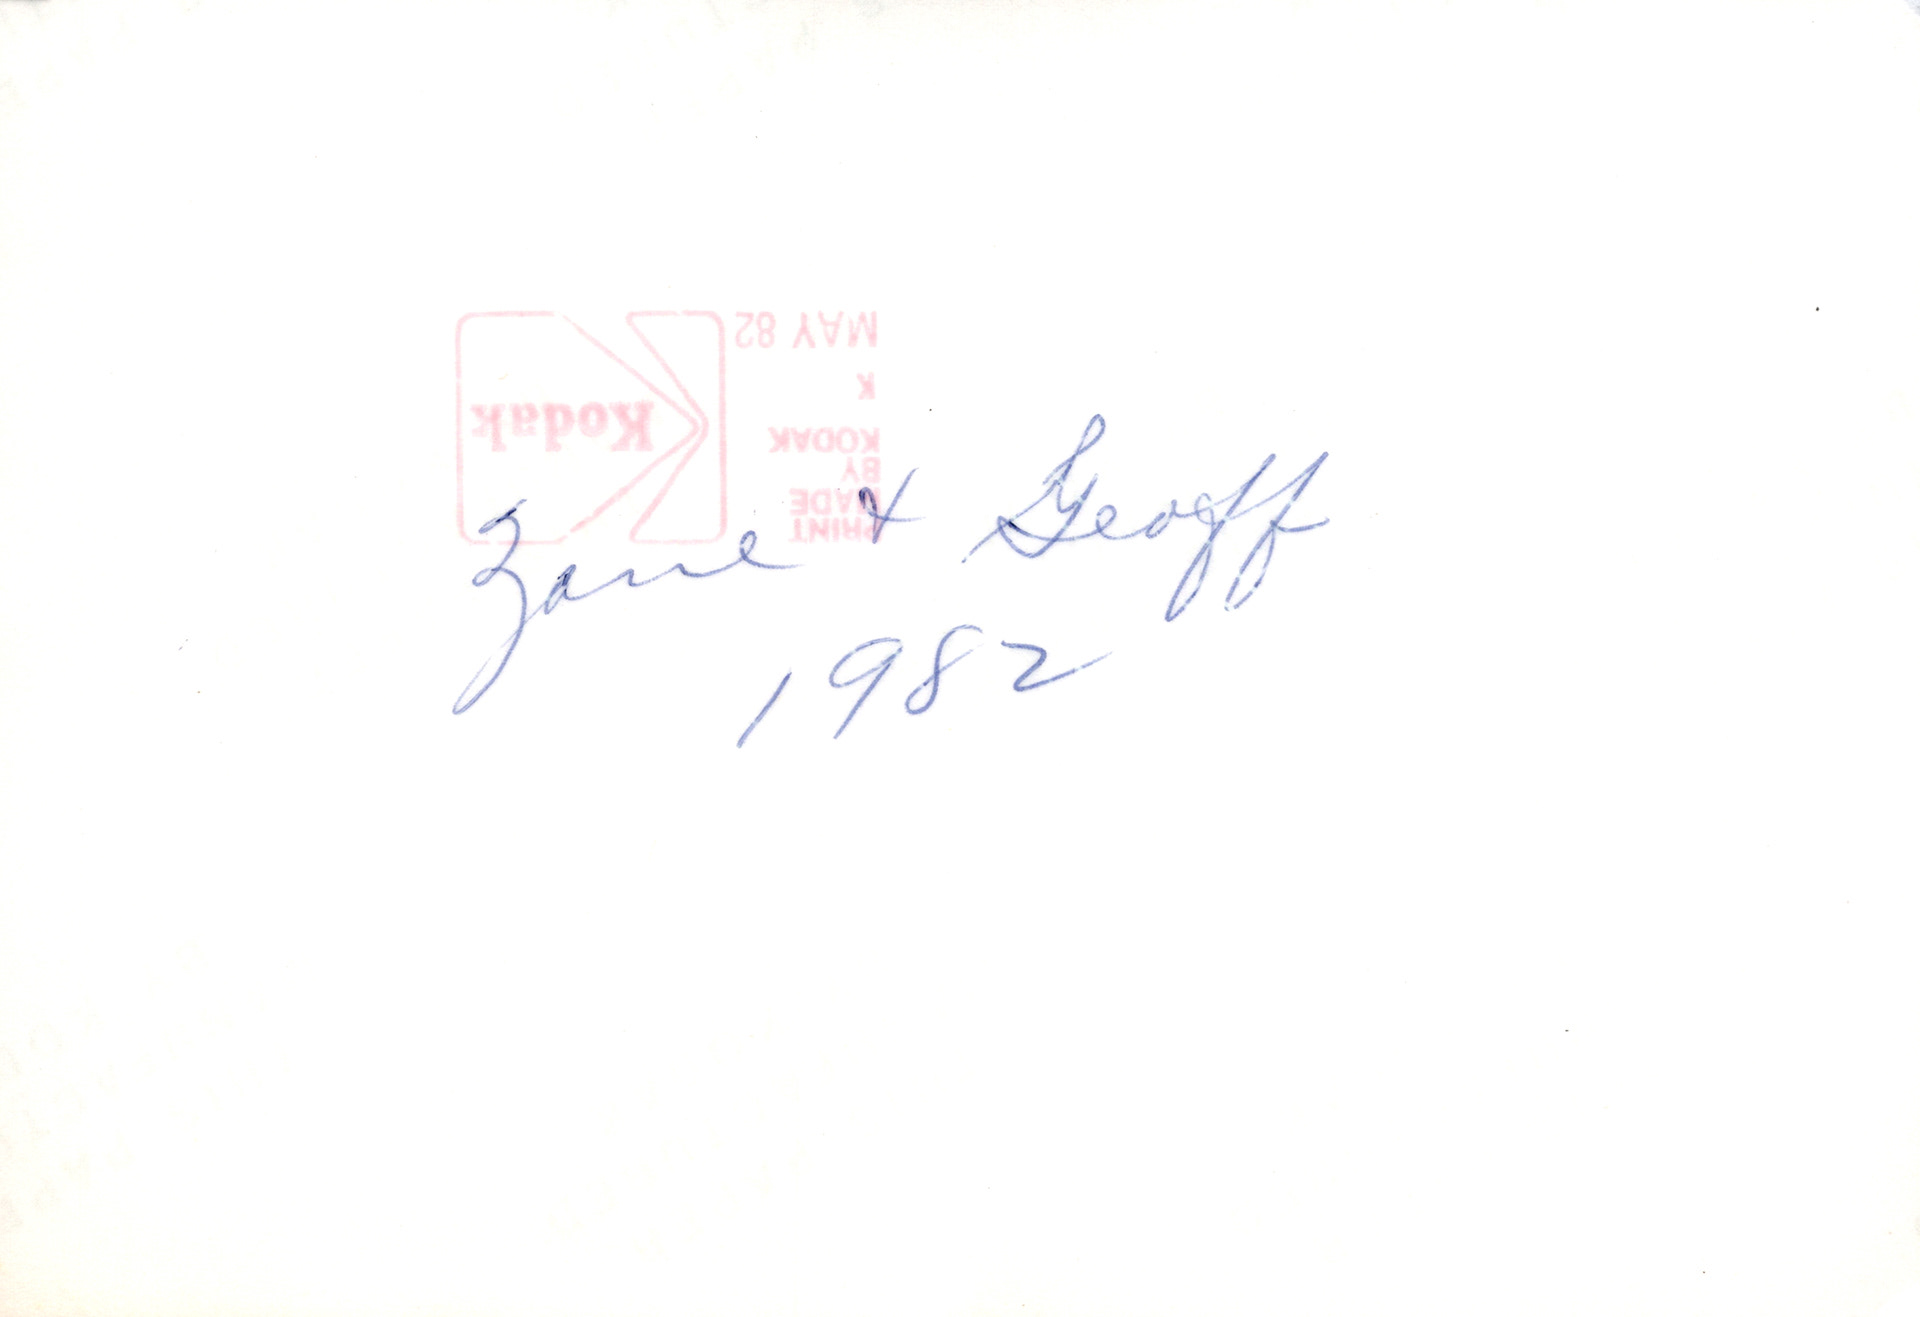 Zane & Geoff
1982
Kodak
PRINT
MADE
BY
KODAK
K
MAY 82